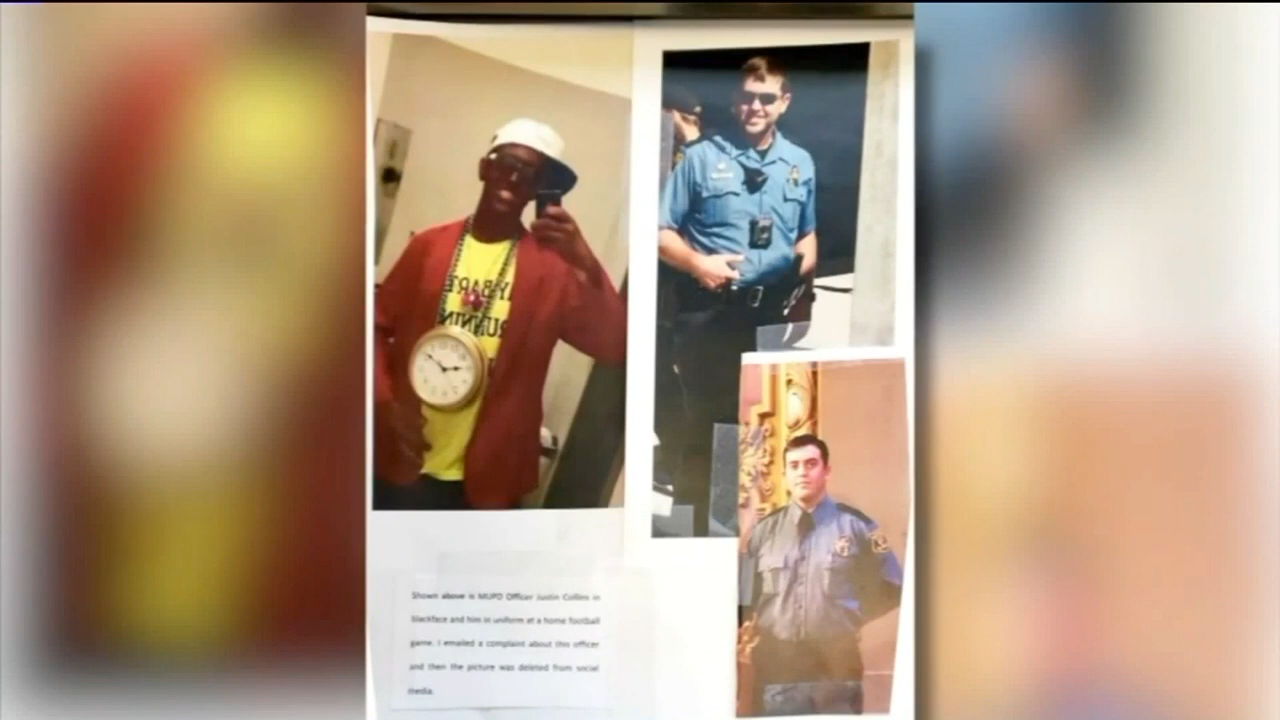 Shown above is MUPD Officer Justin Collins in
blackface and him in uniform at a home football
game. I emailed a complaint about this officer
and then the picture was deleted from social
media.